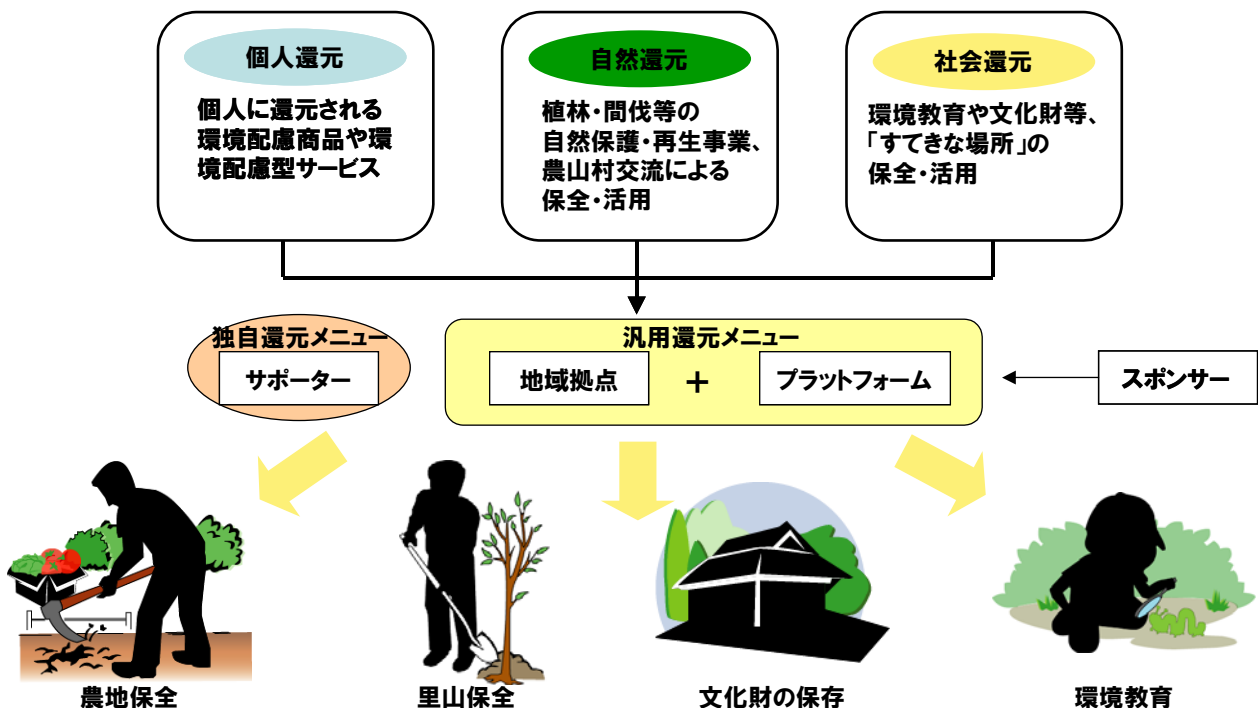 個人還元
個人に還元される
環境配慮商品や環
境配慮型サービス
自然還元
植林・間伐等の
自然保護・再生事業、
農山村交流による
保全・活用
社会還元
環境教育や文化財等、
「すてきな場所」の
保全・活用
独自還元メニュー
サポーター
汎用還元メニュー
地域拠点
+
プラットフォーム
スポンサー
農地保全
里山保全
文化財の保存
環境教育